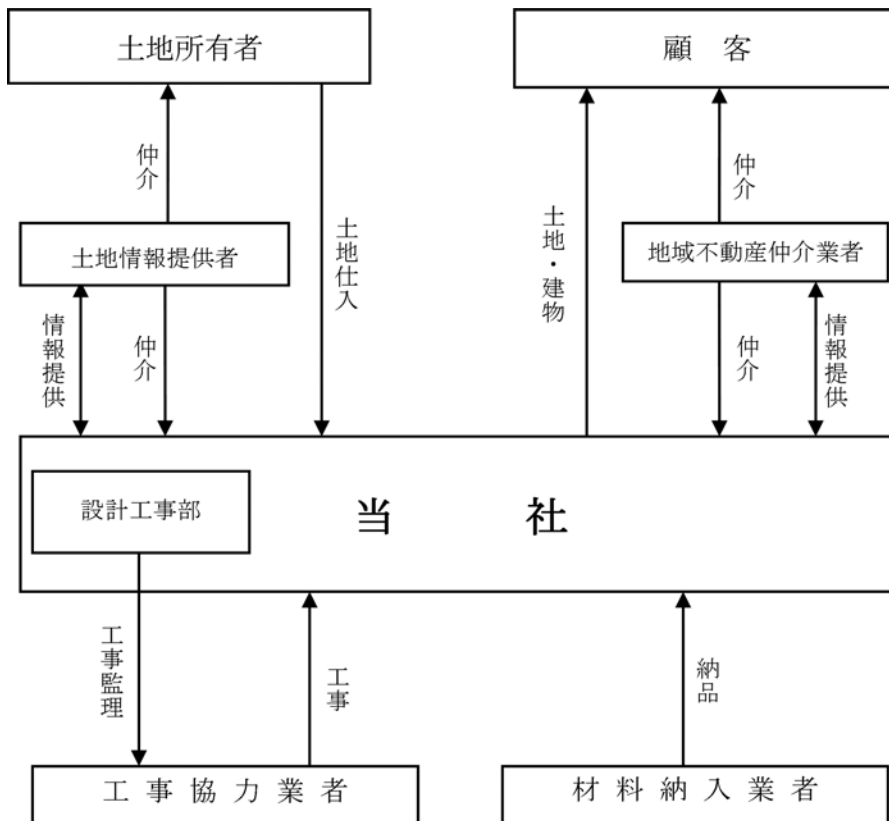 土地所有者
顧 客
仲介
仲介
土地情報提供者
土地仕入
土地・建物
地域不動産仲介業者
情報提供
仲介
仲介
情報提供
設計工事部
当 社
工事監理
工事
納品
工 事 協 力 業 者
材 料 納 入 業 者